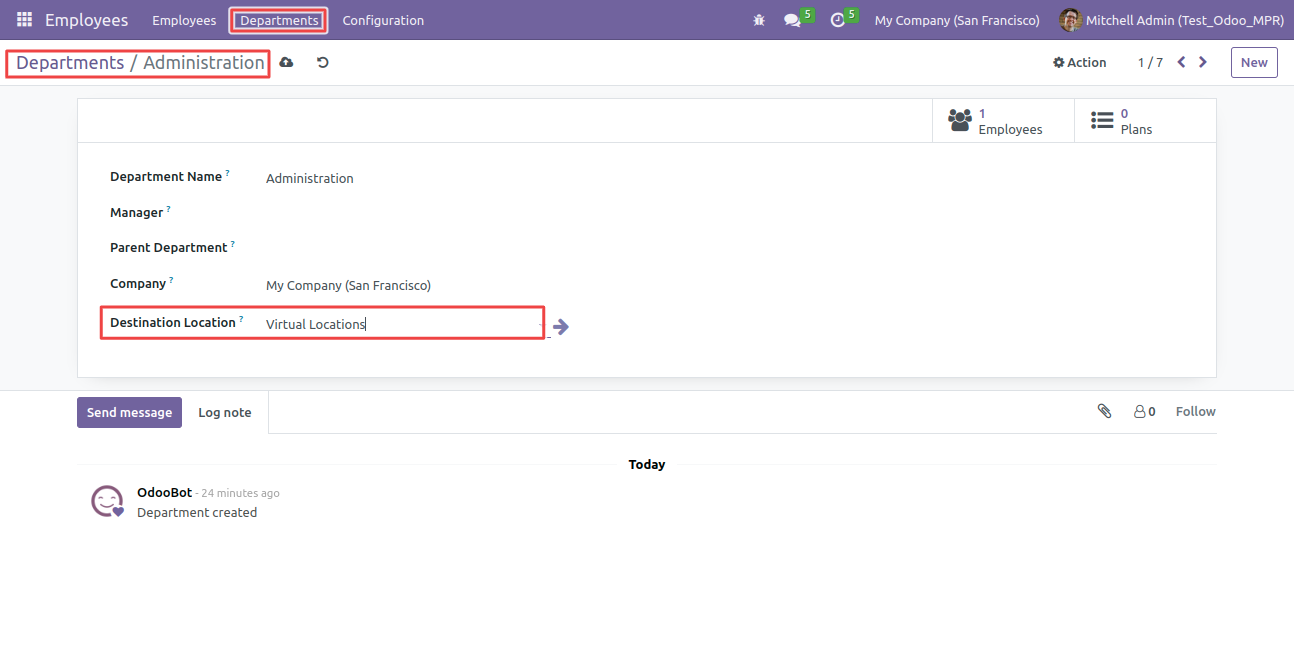 Employees Employees Departments Configuration 5 5 My Company (San Francisco) Mitchell Admin (Test_Odoo_MPR)
Departments / Administration Action 1 / 7 New
1 Employees
0 Plans
Department Name ? Administration
Manager ?
Parent Department ?
Company ? My Company (San Francisco)
Destination Location ? Virtual Locations
Send message Log note 0 Follow
Today
OdooBot - 24 minutes ago
Department created